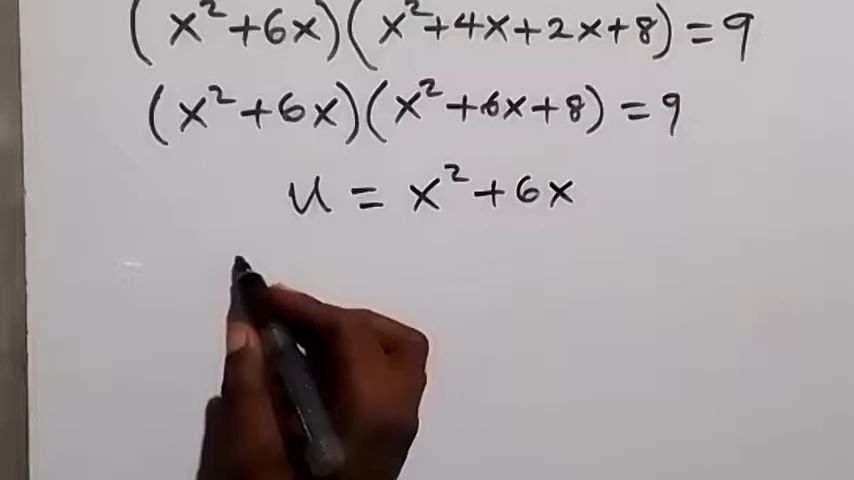 (x²+6x)(x²+4x+2x+8)=9
(x²+6x)(x²+6x+8)=9
u = x²+6x